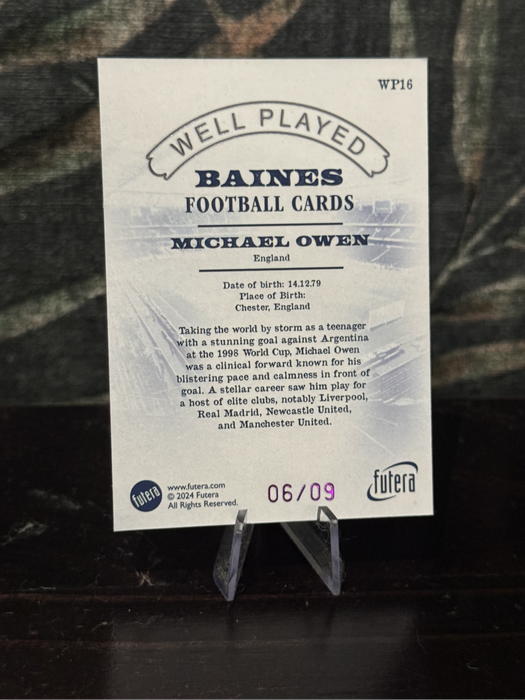 WP16
WELL PLAYED
BAINES
FOOTBALL CARDS
MICHAEL OWEN
England
Date of birth: 14.12.79
Place of Birth:
Chester, England
Taking the world by storm as a teenager
with a stunning goal against Argentina
at the 1998 World Cup, Michael Owen
was a clinical forward known for his
blistering pace and calmness in front of
goal. A stellar career saw him play for
a host of elite clubs, notably Liverpool,
Real Madrid, Newcastle United,
and Manchester United.
futera
www.futera.com
© 2024 Futera
All Rights Reserved.
06/09
futera